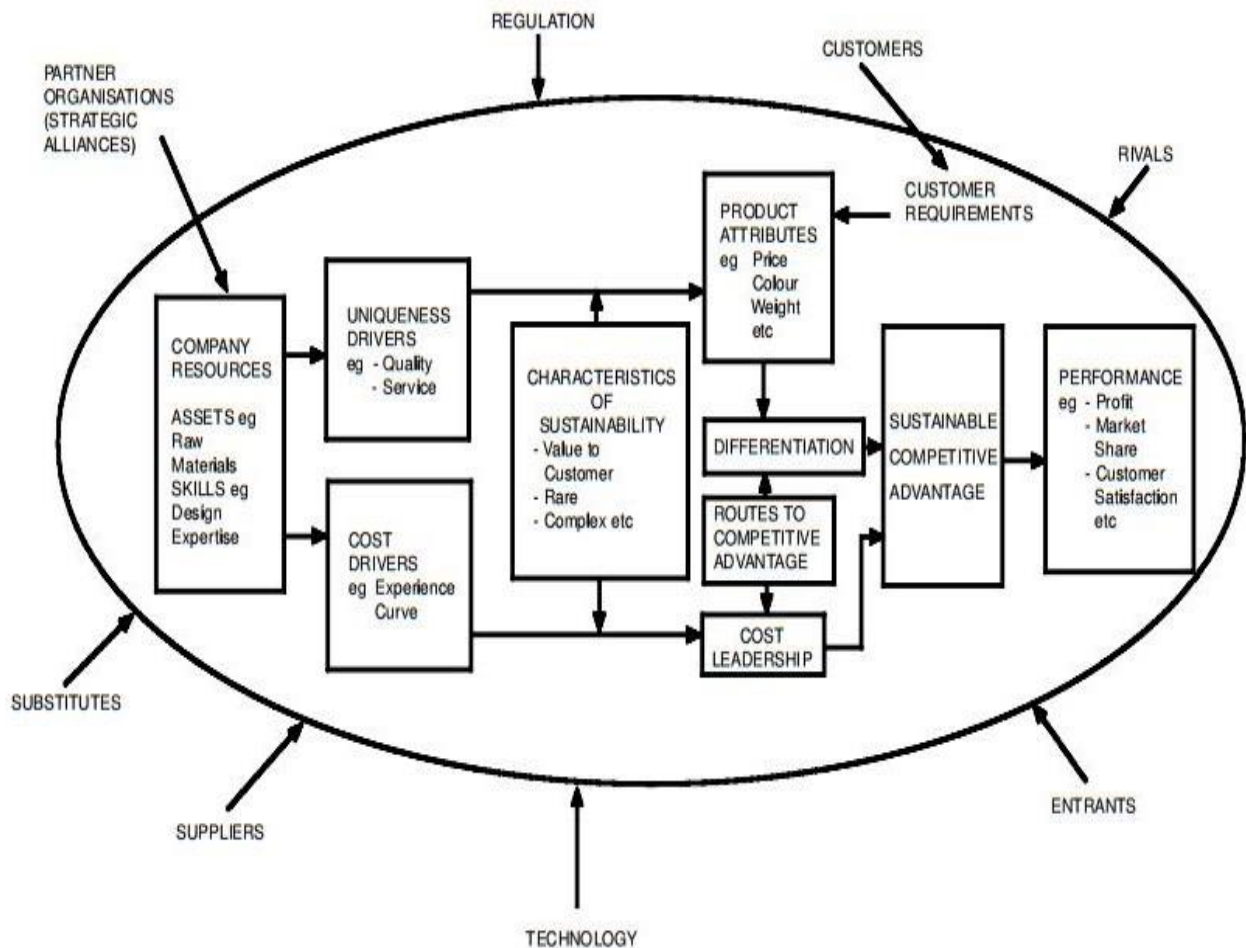 REGULATION
CUSTOMERS
PARTNER
ORGANISATIONS
(STRATEGIC
ALLIANCES)
RIVALS
CUSTOMER
REQUIREMENTS
PRODUCT
ATTRIBUTES
eg Price
Colour
Weight
etc
UNIQUENESS
DRIVERS
eg - Quality
- Service
COMPANY
RESOURCES
ASSETS eg
Raw
Materials
SKILLS eg
Design
Expertise
CHARACTERISTICS
OF
SUSTAINABILITY
- Value to
Customer
- Rare
- Complex etc
DIFFERENTIATION
SUSTAINABLE
COMPETITIVE
ADVANTAGE
PERFORMANCE
eg - Profit
- Market
Share
- Customer
Satisfaction
etc
COST
DRIVERS
eg Experience
Curve
ROUTES TO
COMPETITIVE
ADVANTAGE
COST
LEADERSHIP
SUBSTITUTES
SUPPLIERS
ENTRANTS
TECHNOLOGY